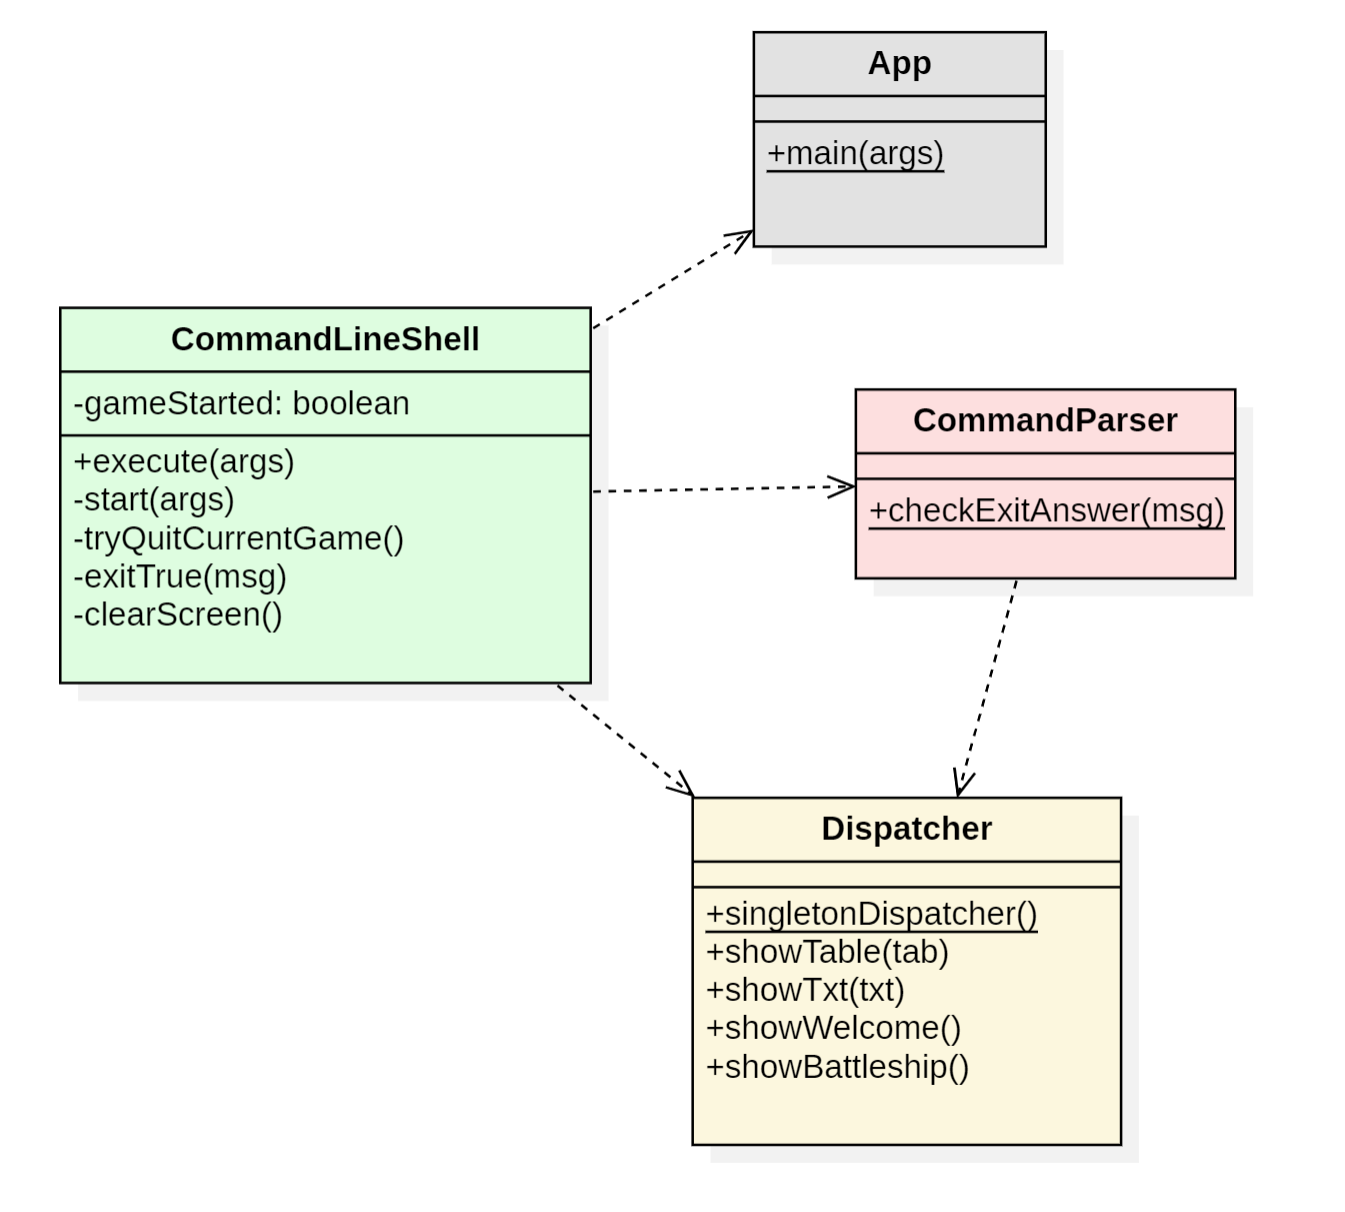 App
+main(args)
CommandLineShell
-gameStarted: boolean
+execute(args)
-start(args)
-tryQuitCurrentGame()
-exitTrue(msg)
-clearScreen()
CommandParser
+checkExitAnswer(msg)
Dispatcher
+singletonDispatcher()
+showTable(tab)
+showTxt(txt)
+showWelcome()
+showBattleship()